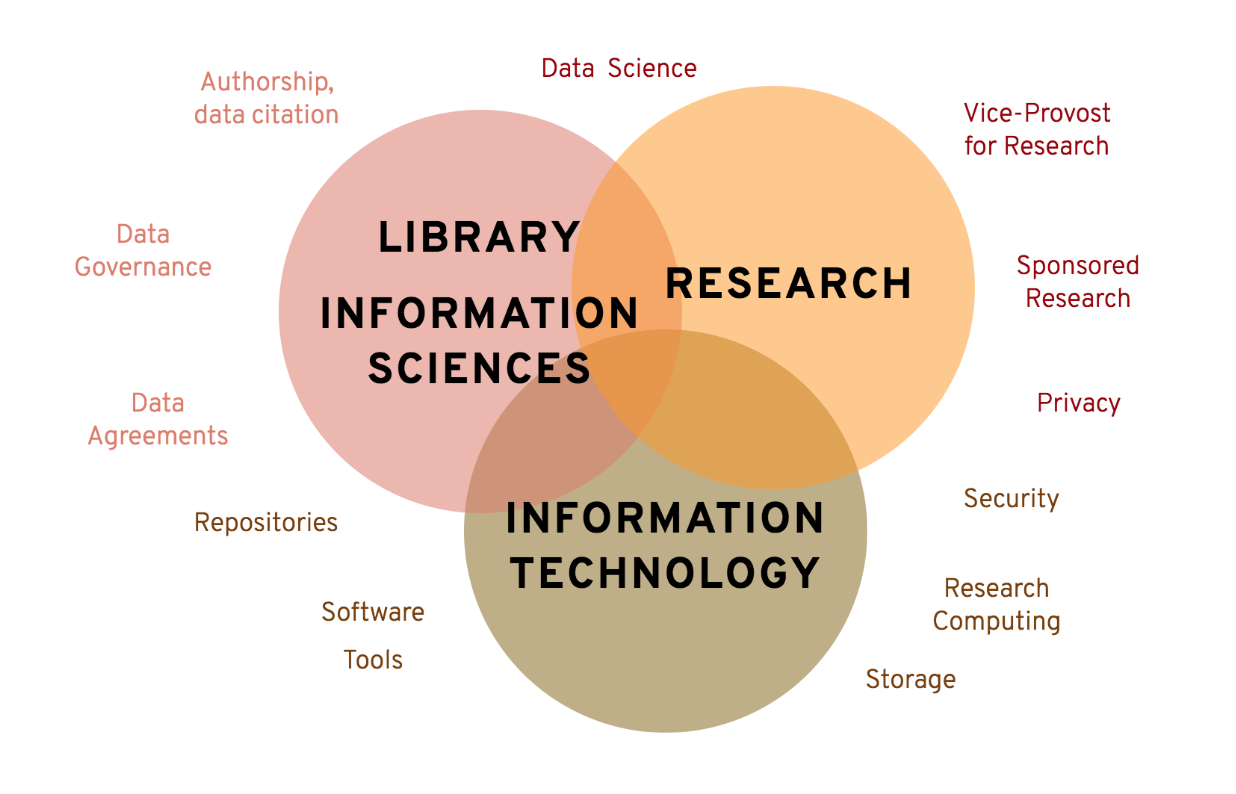 Data Science
Authorship,
data citation
Vice-Provost
for Research
Data
Governance
LIBRARY
INFORMATION
SCIENCES
RESEARCH
Sponsored
Research
Data
Agreements
Privacy
Repositories
INFORMATION
TECHNOLOGY
Security
Software
Tools
Research
Computing
Storage